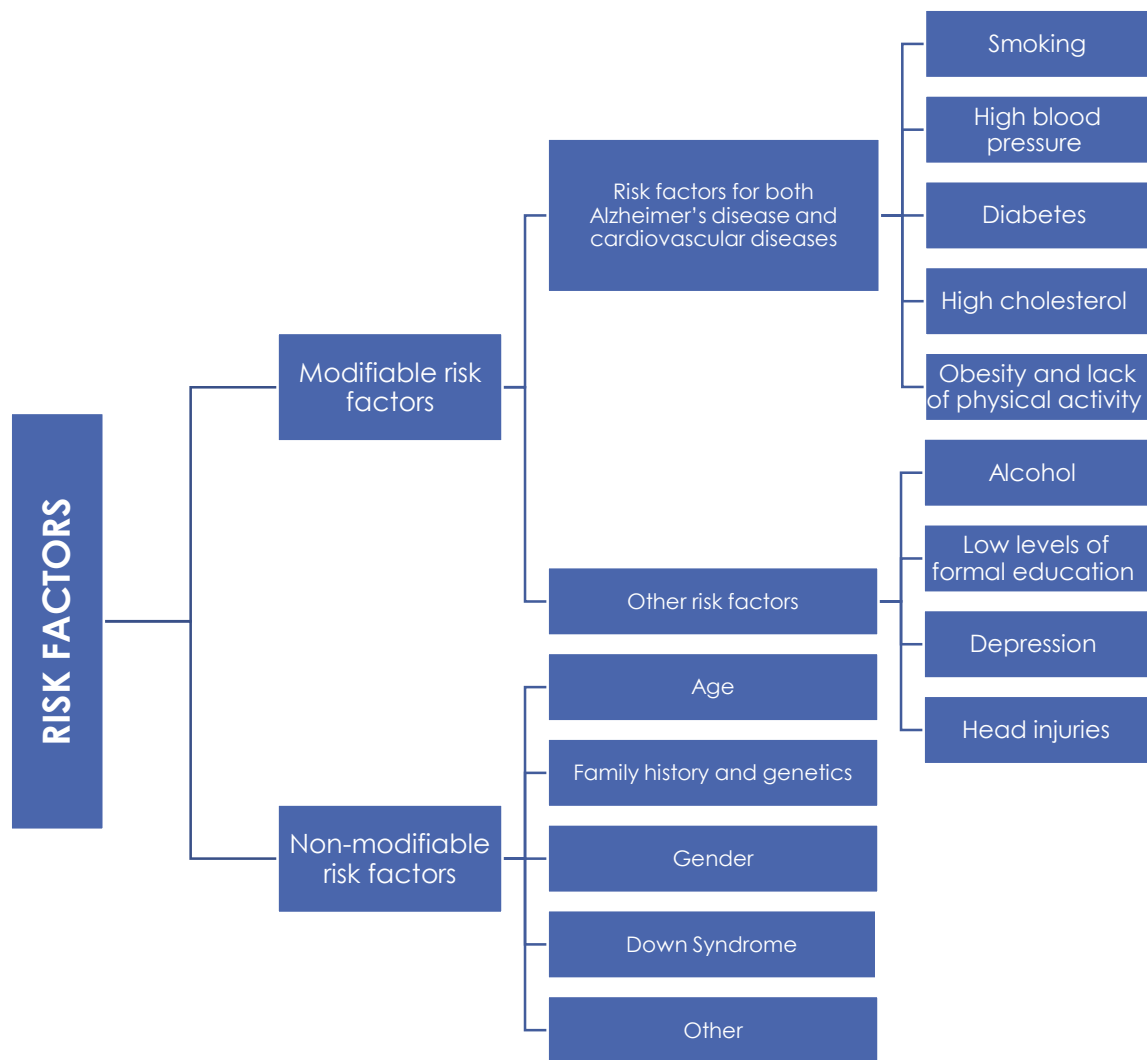 RISK FACTORS
Modifiable risk
factors
Risk factors for both
Alzheimer’s disease and
cardiovascular diseases
Smoking
High blood
pressure
Diabetes
High cholesterol
Obesity and lack
of physical activity
Other risk factors
Alcohol
Low levels of
formal education
Depression
Head injuries
Non-modifiable
risk factors
Age
Family history and genetics
Gender
Down Syndrome
Other